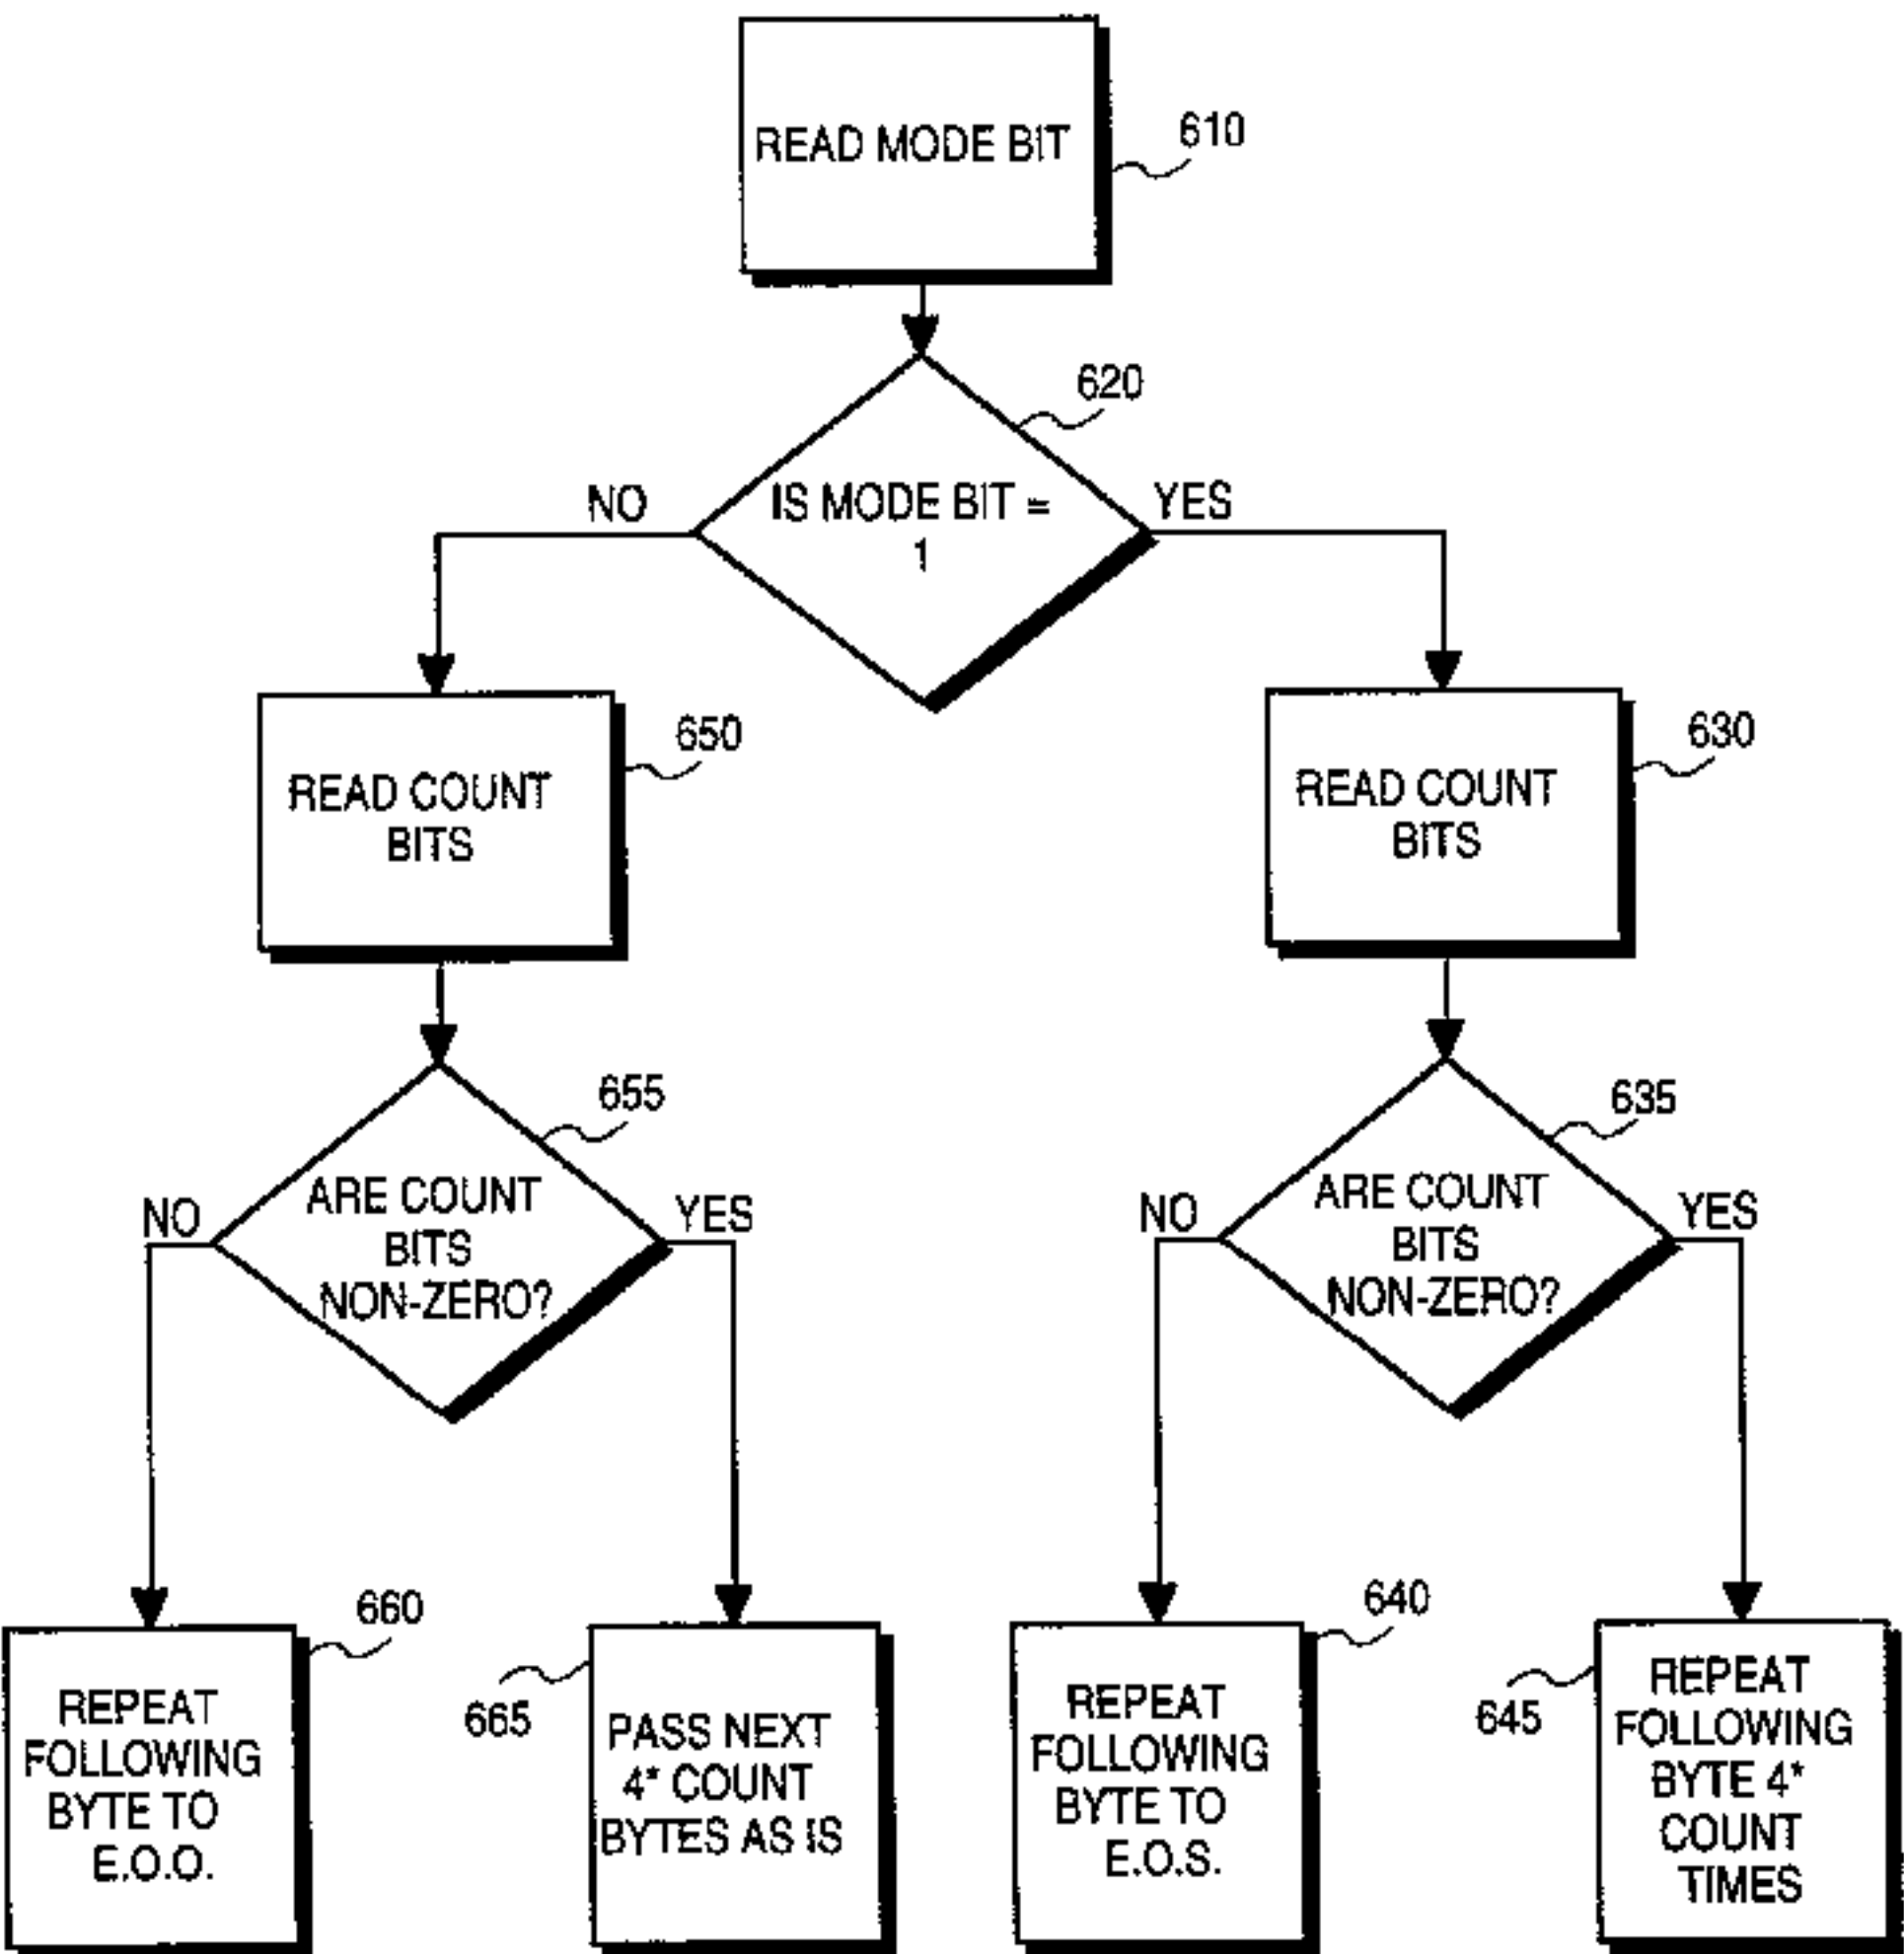 READ MODE BIT
610
620
IS MODE BIT =
1
NO
YES
650
READ COUNT
BITS
630
READ COUNT
BITS
655
ARE COUNT
BITS
NON-ZERO?
NO
YES
635
ARE COUNT
BITS
NON-ZERO?
NO
YES
660
REPEAT
FOLLOWING
BYTE TO
E.O.O.
665
PASS NEXT
4* COUNT
BYTES AS IS
640
REPEAT
FOLLOWING
BYTE TO
E.O.S.
645
REPEAT
FOLLOWING
BYTE 4*
COUNT
TIMES